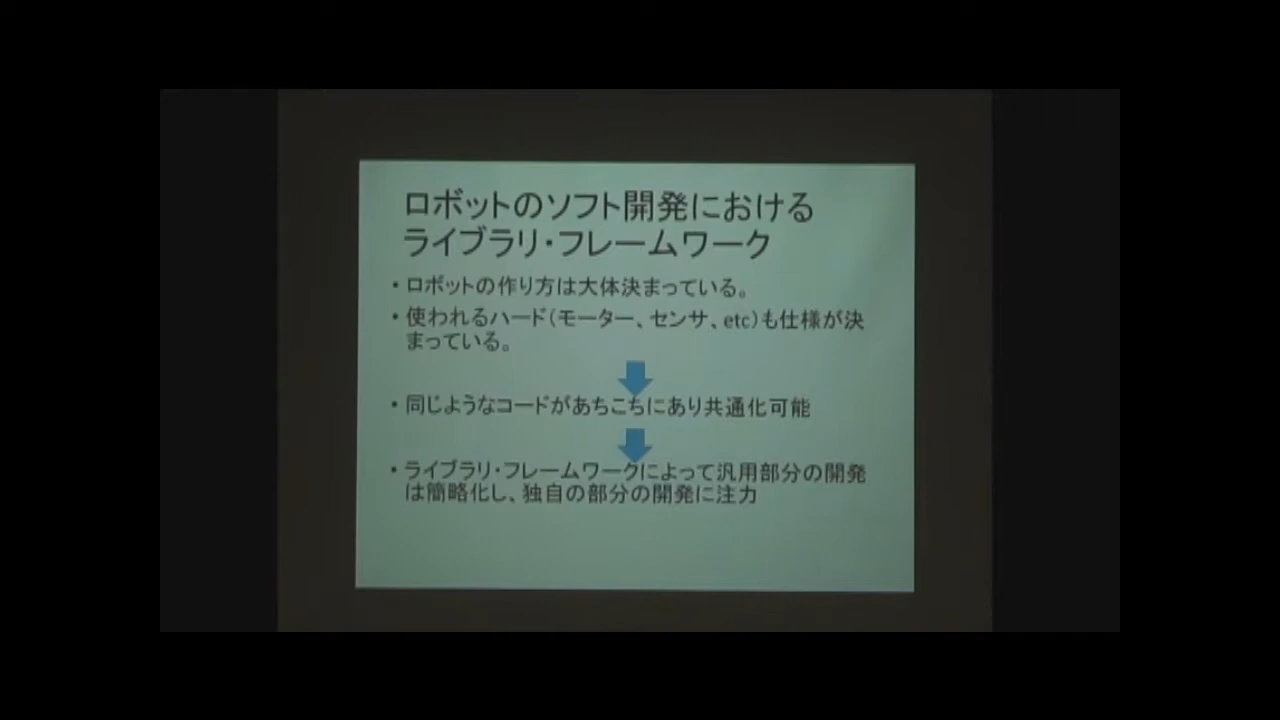 ロボットのソフト開発における
ライブラリ・フレームワーク
・ロボットの作り方は大体決まっている。
・使われるハード(モーター、センサ、etc)も仕様が決
まっている。
・同じようなコードがあちこちにあり共通化可能
・ライブラリ・フレームワークによって汎用部分の開発
は簡略化し、独自の部分の開発に注力